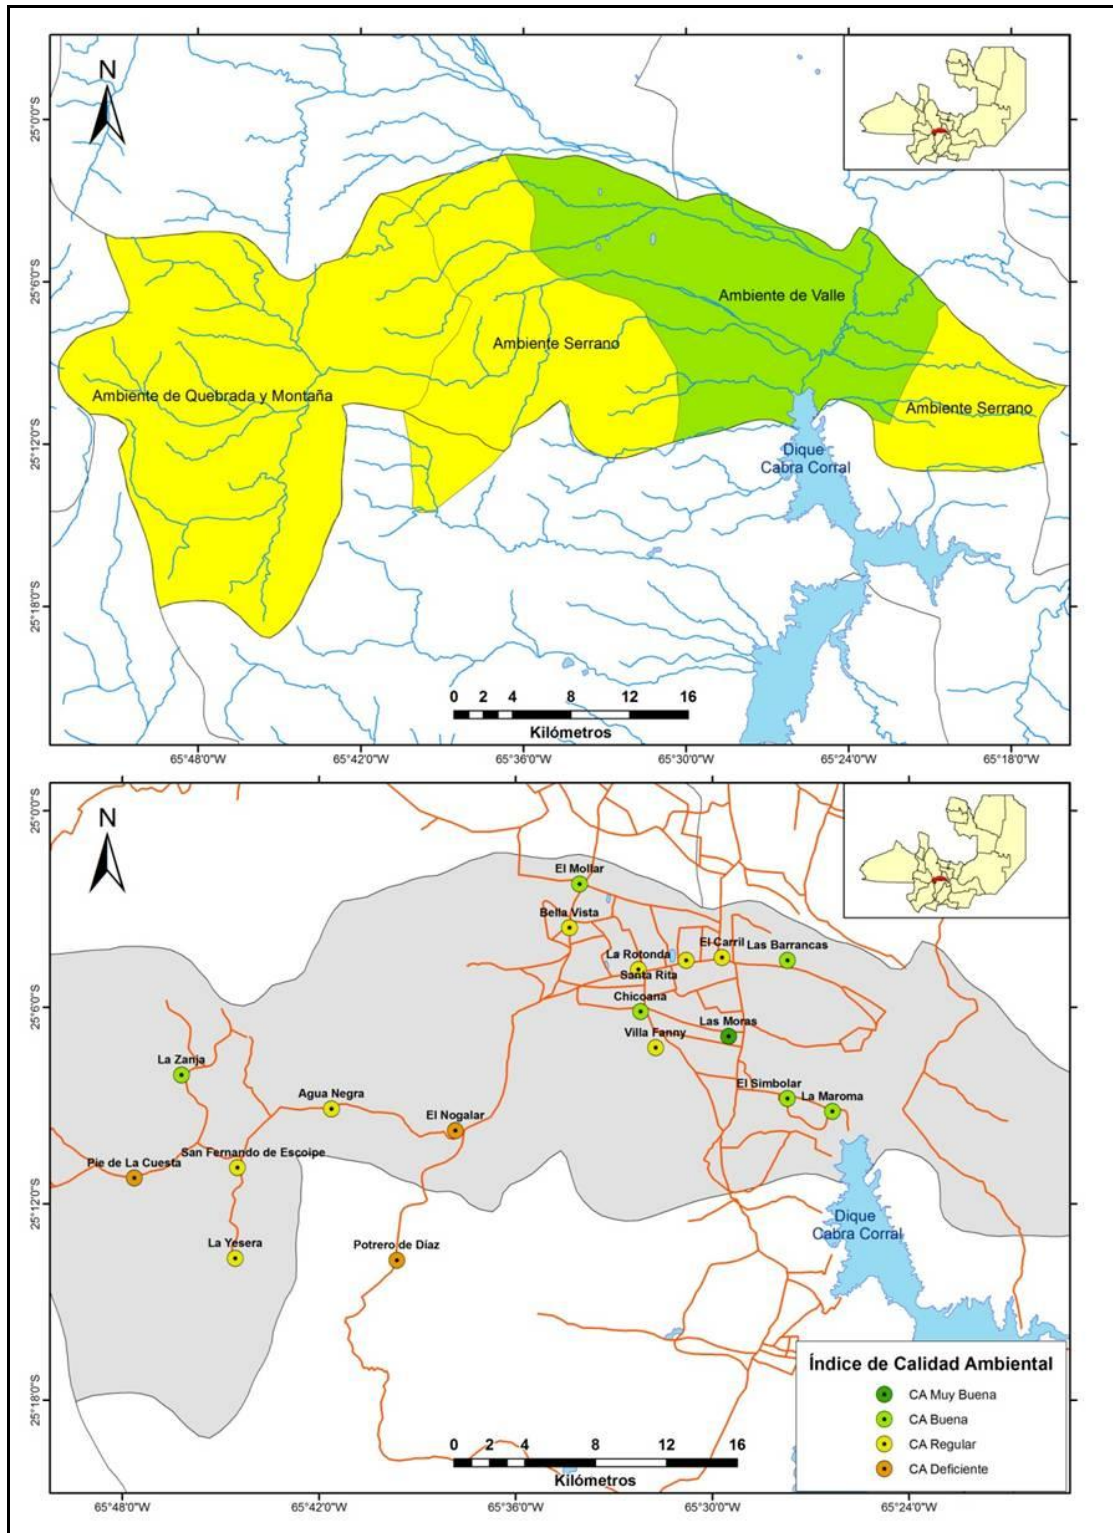 N
25°0'0"S
25°6'0"S
25°12'0"S
25°18'0"S
Ambiente de Valle
Ambiente Serrano
Ambiente de Quebrada y Montaña
Ambiente Serrano
Dique
Cabra Corral
0 2 4 8 12 16
Kilómetros
65°48'0"W 65°42'0"W 65°36'0"W 65°30'0"W 65°24'0"W 65°18'0"W
N
25°0'0"S
25°6'0"S
25°12'0"S
25°18'0"S
El Mollar
Bella Vista
La Rotonda
El Carril
Las Barrancas
Santa Rita
Chicoana
Villa Fanny
Las Moras
La Zanja
El Simbolar
La Maroma
Agua Negra
El Nogalar
San Fernando de Escoipe
Pie de La Cuesta
La Yesera
Potrero de Díaz
Dique
Cabra Corral
Índice de Calidad Ambiental
CA Muy Buena
CA Buena
CA Regular
CA Deficiente
0 2 4 8 12 16
Kilómetros
65°48'0"W 65°42'0"W 65°36'0"W 65°30'0"W 65°24'0"W